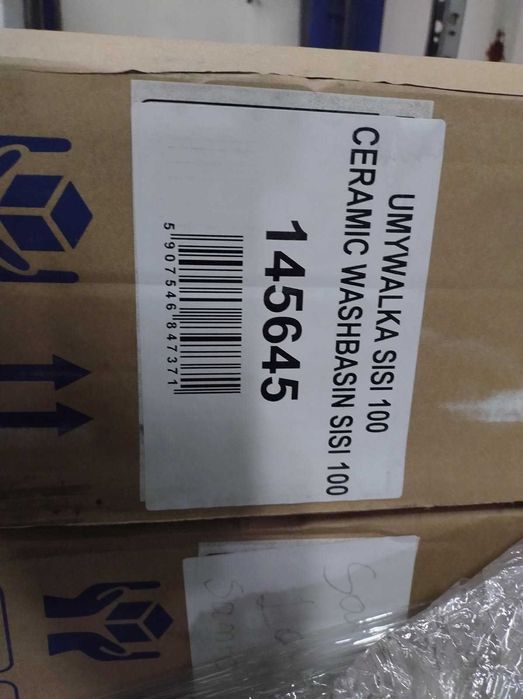 UMYWALKA SISI 100
CERAMIC WASHBASIN SISI 100
145645
5 907546 847371